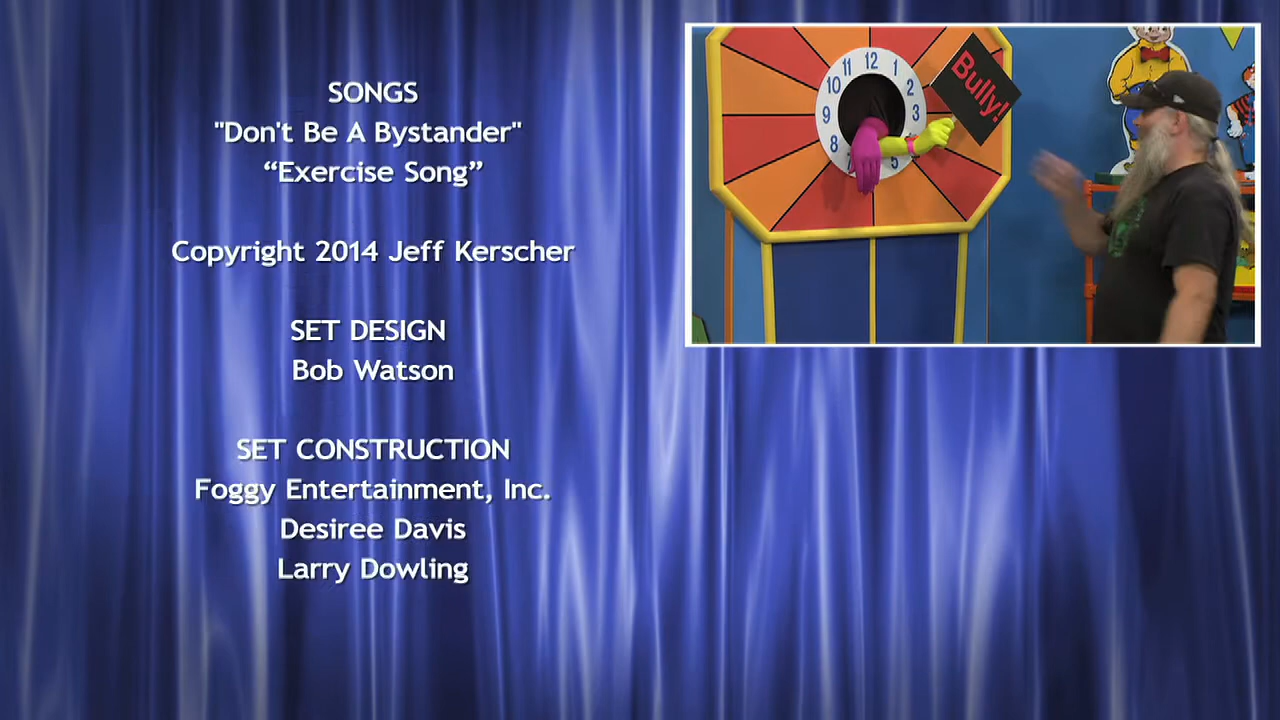 SONGS
"Don't Be A Bystander"
“Exercise Song”
Copyright 2014 Jeff Kerscher
SET DESIGN
Bob Watson
SET CONSTRUCTION
Foggy Entertainment, Inc.
Desiree Davis
Larry Dowling
11 12 1
10 2
9 3
8
5
Bully!